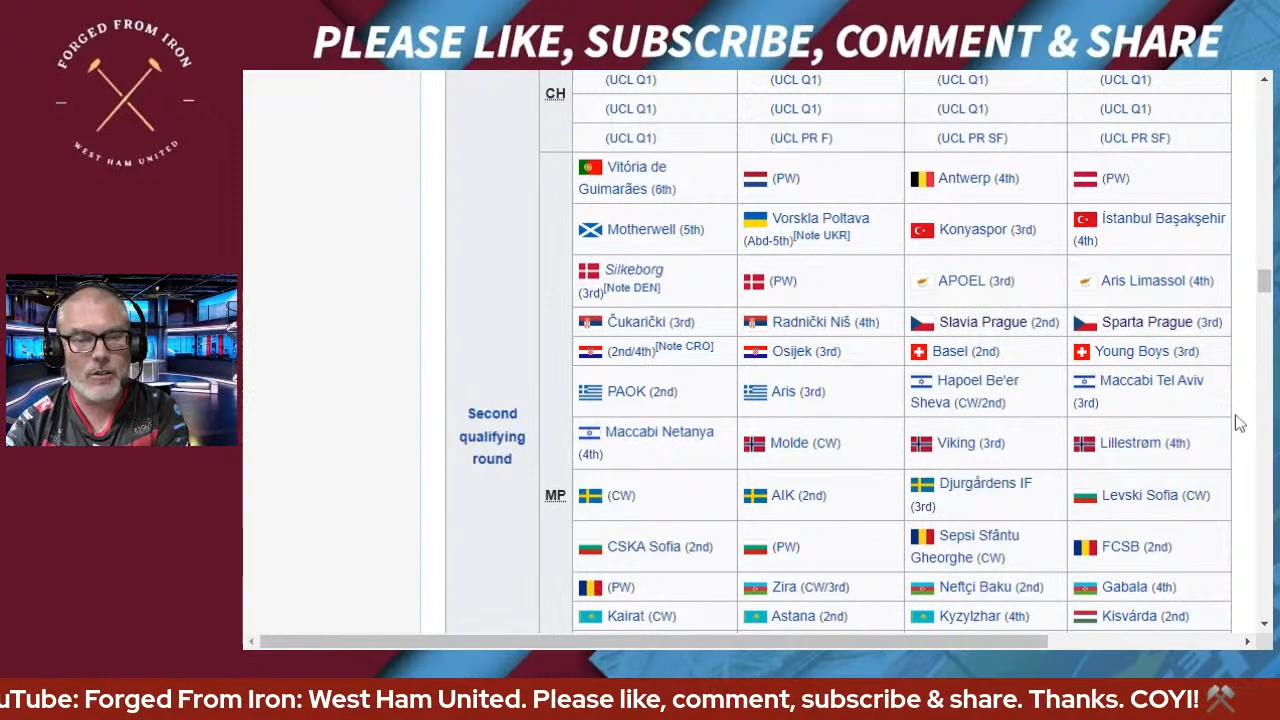 FORGED FROM IRON
WEST HAM UNITED
PLEASE LIKE, SUBSCRIBE, COMMENT & SHARE
CH
(UCL Q1) (UCL Q1) (UCL Q1) (UCL Q1)
(UCL Q1) (UCL Q1) (UCL Q1) (UCL Q1)
(UCL Q1) (UCL PR F) (UCL PR SF) (UCL PR SF)
Second
qualifying
round
MP
Vitória de
Guimarães (6th)
(PW)
Antwerp (4th)
(PW)
Motherwell (5th)
Vorskla Poltava
(Abd-5th)[Note UKR]
Konyaspor (3rd)
İstanbul Başakşehir
(4th)
Silkeborg
(3rd)[Note DEN]
(PW)
APOEL (3rd)
Aris Limassol (4th)
Čukarički (3rd)
Radnički Niš (4th)
Slavia Prague (2nd)
Sparta Prague (3rd)
(2nd/4th)[Note CRO]
Osijek (3rd)
Basel (2nd)
Young Boys (3rd)
PAOK (2nd)
Aris (3rd)
Hapoel Be'er
Sheva (CW/2nd)
Maccabi Tel Aviv
(3rd)
Maccabi Netanya
(4th)
Molde (CW)
Viking (3rd)
Lillestrøm (4th)
(CW)
AIK (2nd)
Djurgårdens IF
(3rd)
Levski Sofia (CW)
CSKA Sofia (2nd)
(PW)
Sepsi Sfântu
Gheorghe (CW)
FCSB (2nd)
(PW)
Zira (CW/3rd)
Neftçi Baku (2nd)
Gabala (4th)
Kairat (CW)
Astana (2nd)
Kyzylzhar (4th)
Kisvárda (2nd)
uTube: Forged From Iron: West Ham United. Please like, comment, subscribe & share. Thanks. COYI!